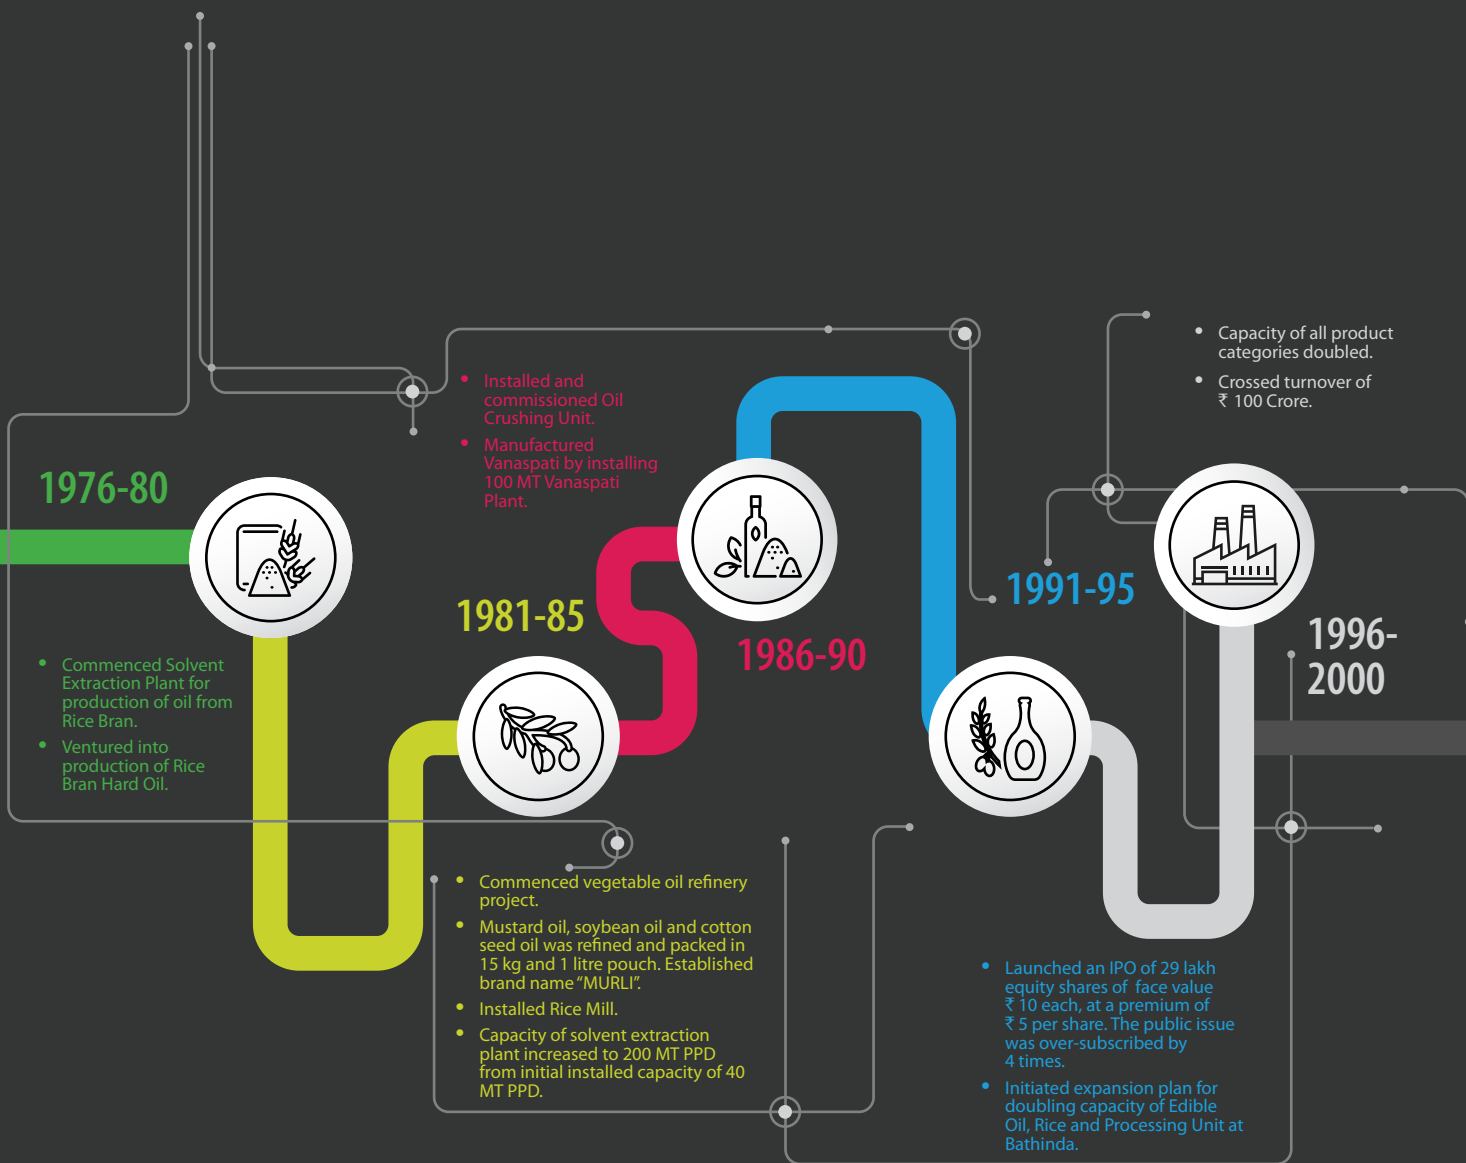 1976-80
• Commenced Solvent
Extraction Plant for
production of oil from
Rice Bran.
• Ventured into
production of Rice
Bran Hard Oil.
1981-85
• Commenced vegetable oil refinery
project.
• Mustard oil, soybean oil and cotton
seed oil was refined and packed in
15 kg and 1 litre pouch. Established
brand name “MURLI”.
• Installed Rice Mill.
• Capacity of solvent extraction
plant increased to 200 MT PPD
from initial installed capacity of 40
MT PPD.
• Installed and
commissioned Oil
Crushing Unit.
• Manufactured
Vanaspati by installing
100 MT Vanaspati
Plant.
1986-90
1991-95
• Launched an IPO of 29 lakh
equity shares of face value
₹ 10 each, at a premium of
₹ 5 per share. The public issue
was over-subscribed by
4 times.
• Initiated expansion plan for
doubling capacity of Edible
Oil, Rice and Processing Unit at
Bathinda.
• Capacity of all product
categories doubled.
• Crossed turnover of
₹ 100 Crore.
1996-
2000